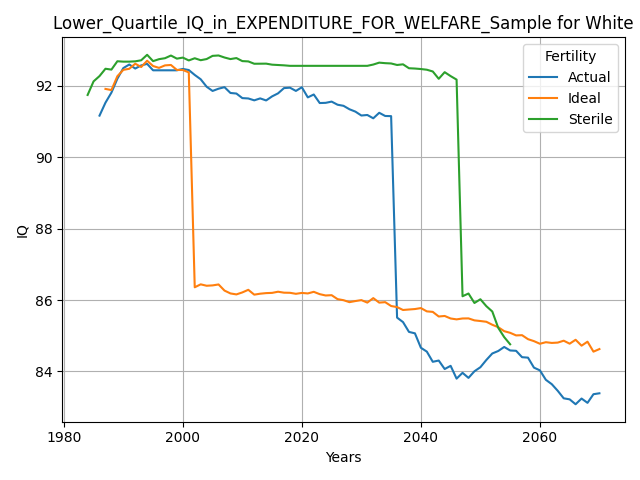 Lower_Quartile_IQ_in_EXPENDITURE_FOR_WELFARE_Sample for White
Fertility
Actual
Ideal
Sterile
IQ
92
90
88
86
84
1980 2000 2020 2040 2060
Years